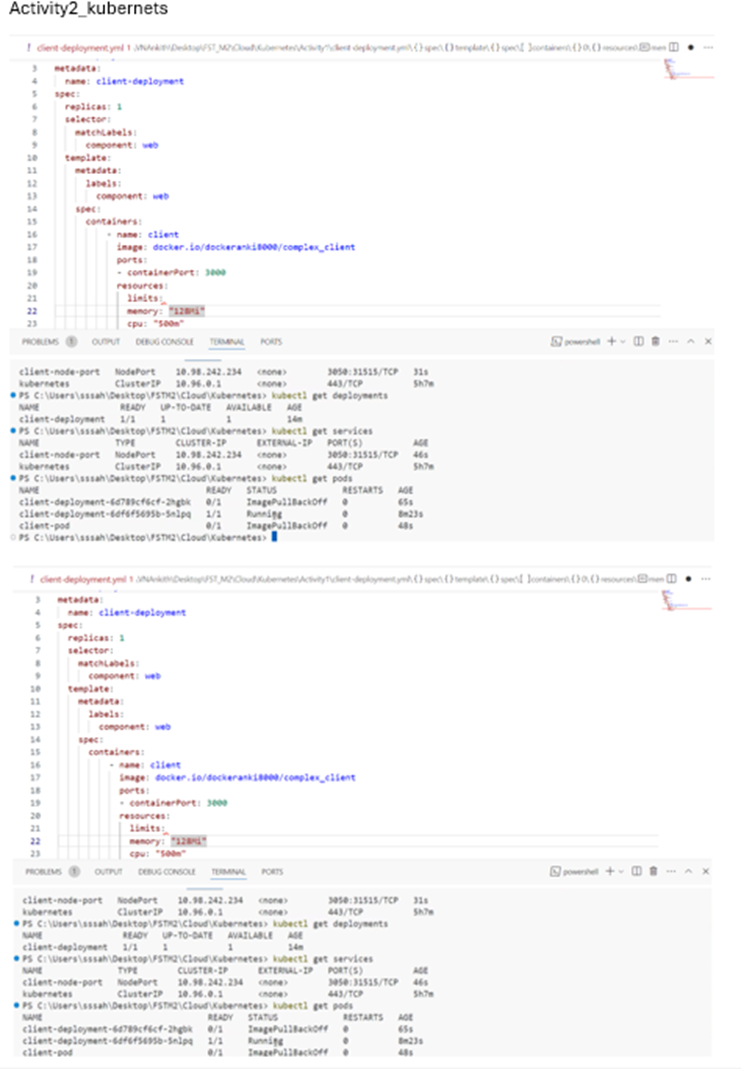 Activity2_kubernets
! client-deployment.yml 1 .\VNAnkith\Desktop\FST_M2\Cloud\Kubernetes\Activity1\client-deployment.yml\{} spec\{} template\{} spec\[ ]containers\{} 0\{} resources\ mem
3 metadata:
4 name: client-deployment
5 spec:
6 replicas: 1
7 selector:
8 matchLabels:
9 component: web
10 template:
11 metadata:
12 labels:
13 component: web
14 spec:
15 containers:
16 - name: client
17 image: docker.io/dockeranki8000/complex_client
18 ports:
19 - containerPort: 3000
20 resources:
21 limits:
22 memory: "128Mi"
23 cpu: "500m"
PROBLEMS 1 OUTPUT DEBUG CONSOLE TERMINAL PORTS powershell
client-node-port NodePort 10.98.242.234 <none> 3050:31515/TCP 31s
kubernetes ClusterIP 10.96.0.1 <none> 443/TCP 5h7m
PS C:\Users\sssah\Desktop\FSTM2\Cloud\Kubernetes> kubectl get deployments
NAME READY UP-TO-DATE AVAILABLE AGE
client-deployment 1/1 1 1 14m
PS C:\Users\sssah\Desktop\FSTM2\Cloud\Kubernetes> kubectl get services
NAME TYPE CLUSTER-IP EXTERNAL-IP PORT(S) AGE
client-node-port NodePort 10.98.242.234 <none> 3050:31515/TCP 46s
kubernetes ClusterIP 10.96.0.1 <none> 443/TCP 5h7m
PS C:\Users\sssah\Desktop\FSTM2\Cloud\Kubernetes> kubectl get pods
NAME READY STATUS RESTARTS AGE
client-deployment-6d789cf6cf-2hgbk 0/1 ImagePullBackOff 0 65s
client-deployment-6df6f5695b-5nlpq 1/1 Running 0 8m23s
client-pod 0/1 ImagePullBackOff 0 48s
PS C:\Users\sssah\Desktop\FSTM2\Cloud\Kubernetes>
! client-deployment.yml 1 .\VNAnkith\Desktop\FST_M2\Cloud\Kubernetes\Activity1\client-deployment.yml\{} spec\{} template\{} spec\[ ]containers\{} 0\{} resources\ mem
3 metadata:
4 name: client-deployment
5 spec:
6 replicas: 1
7 selector:
8 matchLabels:
9 component: web
10 template:
11 metadata:
12 labels:
13 component: web
14 spec:
15 containers:
16 - name: client
17 image: docker.io/dockeranki8000/complex_client
18 ports:
19 - containerPort: 3000
20 resources:
21 limits:
22 memory: "128Mi"
23 cpu: "500m"
PROBLEMS 1 OUTPUT DEBUG CONSOLE TERMINAL PORTS powershell
client-node-port NodePort 10.98.242.234 <none> 3050:31515/TCP 31s
kubernetes ClusterIP 10.96.0.1 <none> 443/TCP 5h7m
PS C:\Users\sssah\Desktop\FSTM2\Cloud\Kubernetes> kubectl get deployments
NAME READY UP-TO-DATE AVAILABLE AGE
client-deployment 1/1 1 1 14m
PS C:\Users\sssah\Desktop\FSTM2\Cloud\Kubernetes> kubectl get services
NAME TYPE CLUSTER-IP EXTERNAL-IP PORT(S) AGE
client-node-port NodePort 10.98.242.234 <none> 3050:31515/TCP 46s
kubernetes ClusterIP 10.96.0.1 <none> 443/TCP 5h7m
PS C:\Users\sssah\Desktop\FSTM2\Cloud\Kubernetes> kubectl get pods
NAME READY STATUS RESTARTS AGE
client-deployment-6d789cf6cf-2hgbk 0/1 ImagePullBackOff 0 65s
client-deployment-6df6f5695b-5nlpq 1/1 Running 0 8m23s
client-pod 0/1 ImagePullBackOff 0 48s